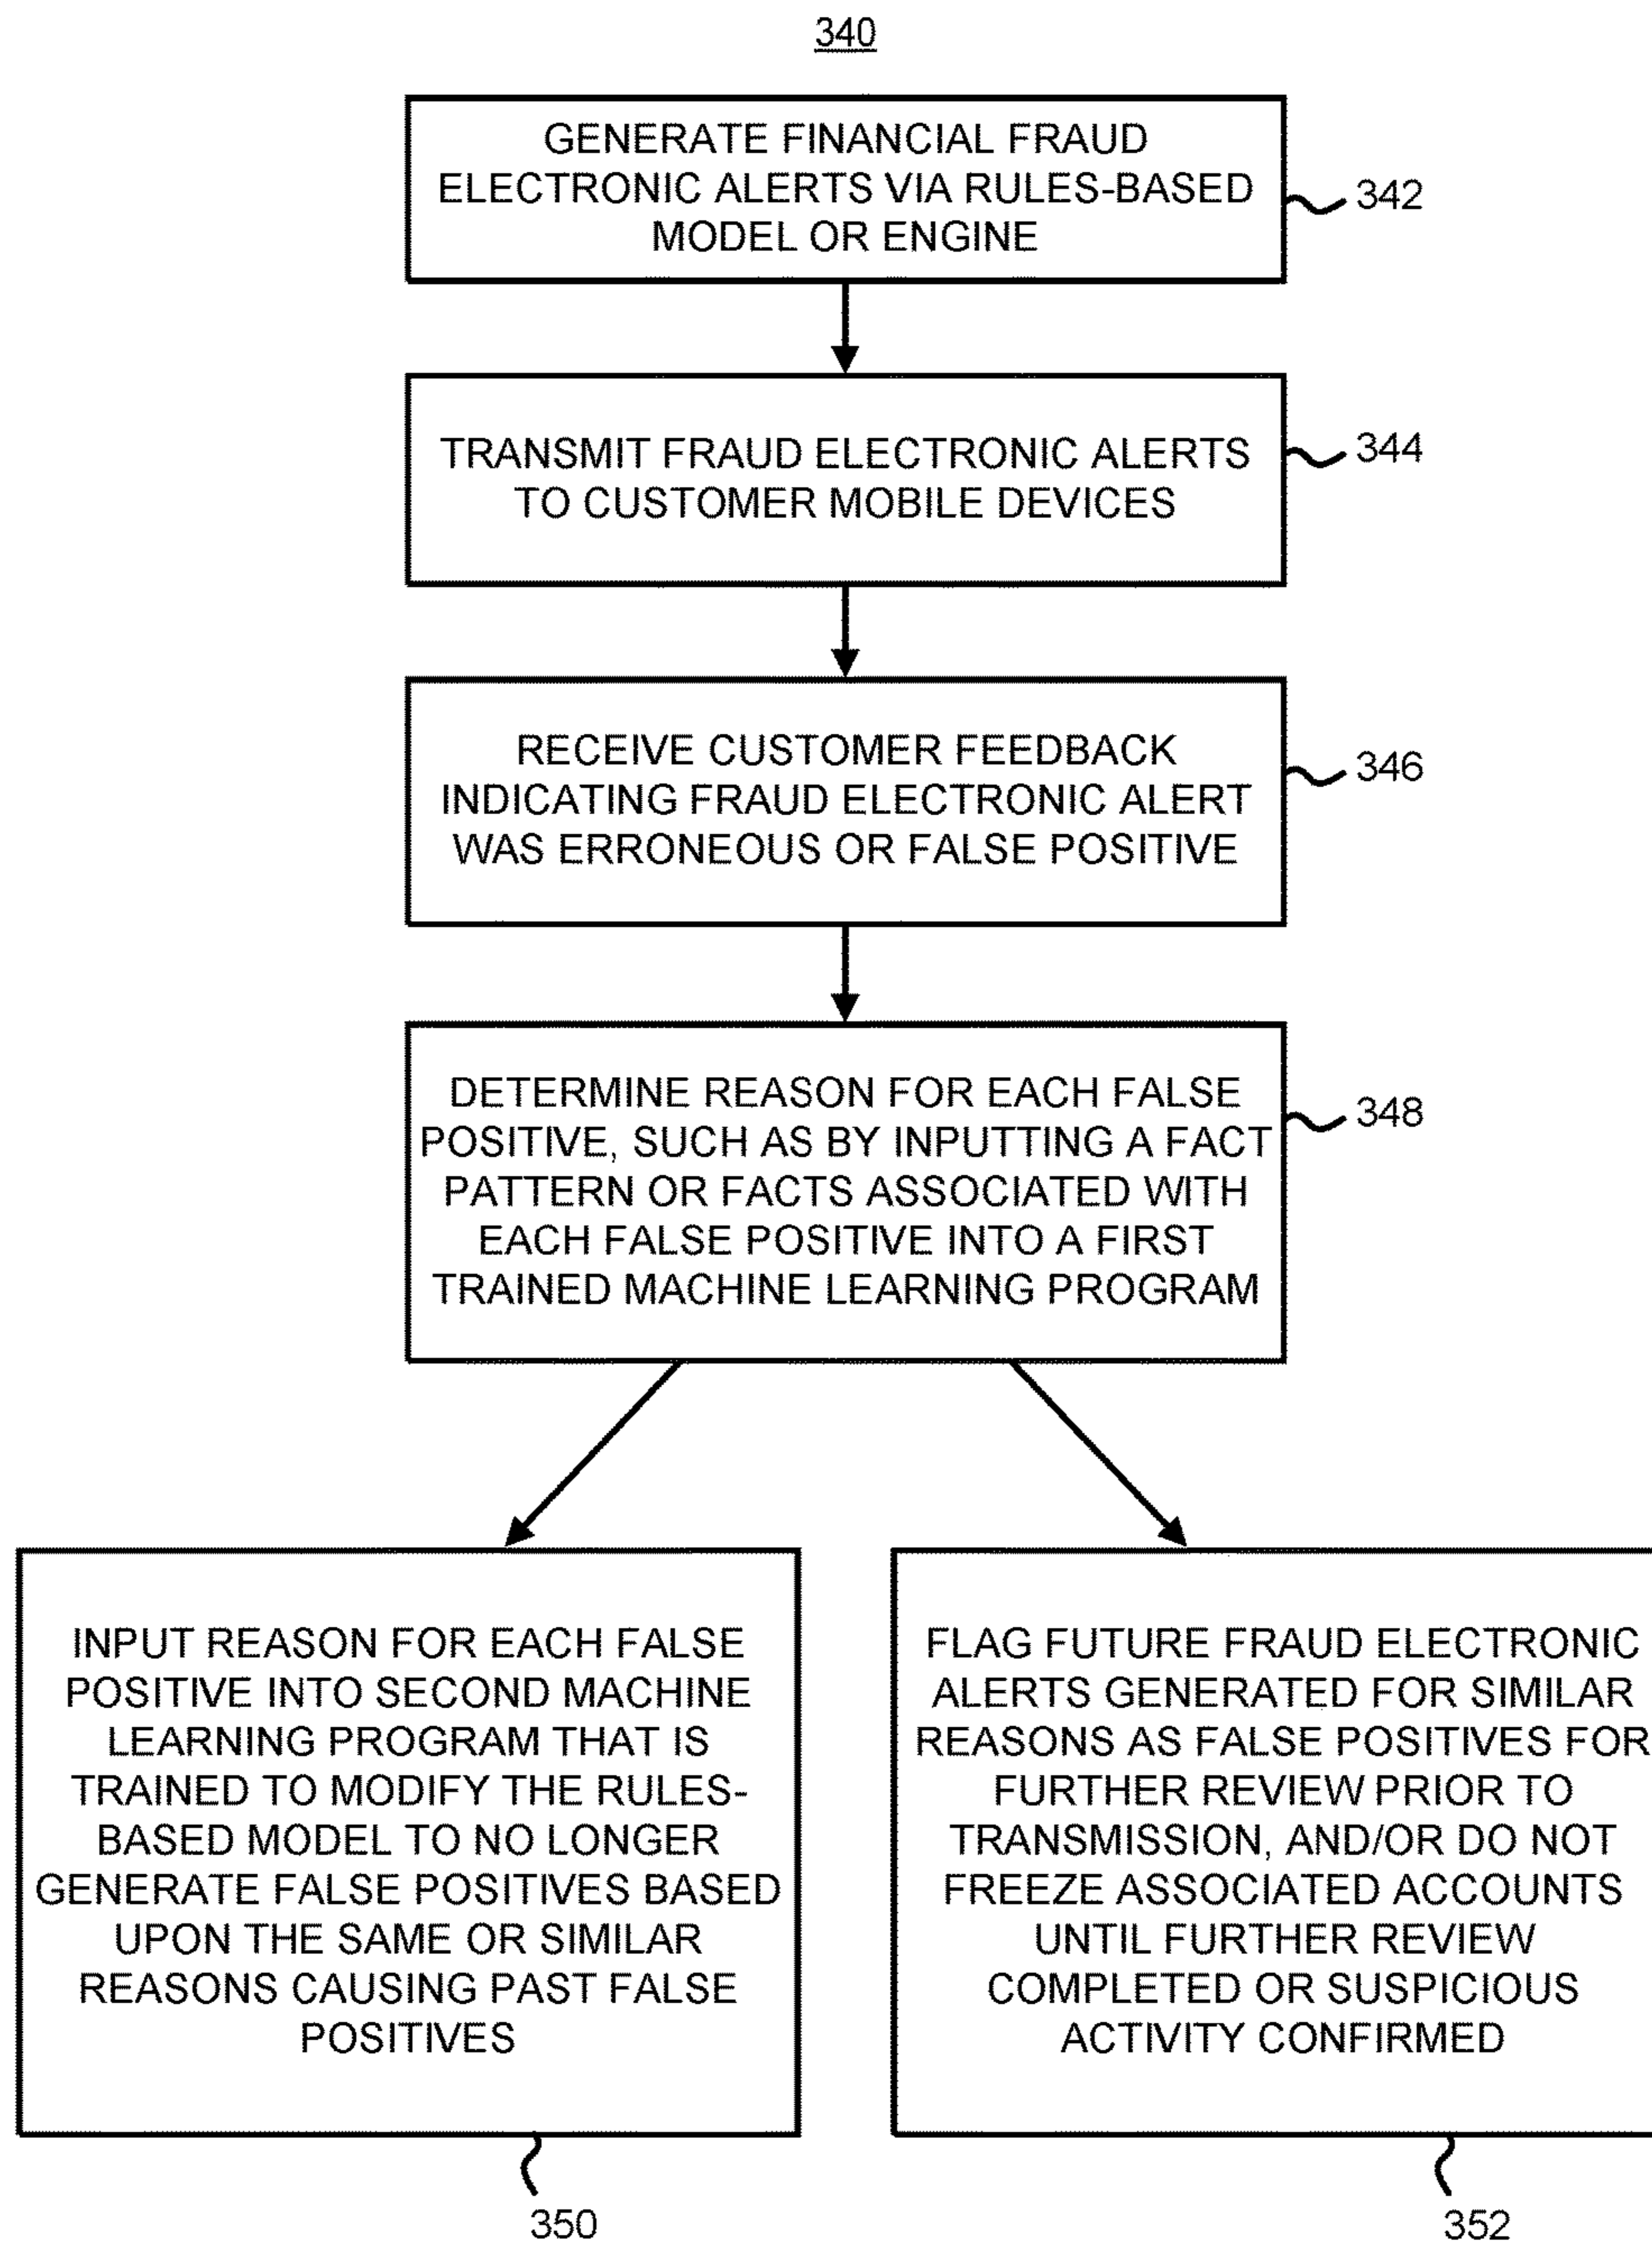 340
GENERATE FINANCIAL FRAUD
ELECTRONIC ALERTS VIA RULES-BASED
MODEL OR ENGINE
342
TRANSMIT FRAUD ELECTRONIC ALERTS
TO CUSTOMER MOBILE DEVICES
344
RECEIVE CUSTOMER FEEDBACK
INDICATING FRAUD ELECTRONIC ALERT
WAS ERRONEOUS OR FALSE POSITIVE
346
DETERMINE REASON FOR EACH FALSE
POSITIVE, SUCH AS BY INPUTTING A FACT
PATTERN OR FACTS ASSOCIATED WITH
EACH FALSE POSITIVE INTO A FIRST
TRAINED MACHINE LEARNING PROGRAM
348
INPUT REASON FOR EACH FALSE
POSITIVE INTO SECOND MACHINE
LEARNING PROGRAM THAT IS
TRAINED TO MODIFY THE RULES-
BASED MODEL TO NO LONGER
GENERATE FALSE POSITIVES BASED
UPON THE SAME OR SIMILAR
REASONS CAUSING PAST FALSE
POSITIVES
350
FLAG FUTURE FRAUD ELECTRONIC
ALERTS GENERATED FOR SIMILAR
REASONS AS FALSE POSITIVES FOR
FURTHER REVIEW PRIOR TO
TRANSMISSION, AND/OR DO NOT
FREEZE ASSOCIATED ACCOUNTS
UNTIL FURTHER REVIEW
COMPLETED OR SUSPICIOUS
ACTIVITY CONFIRMED
352